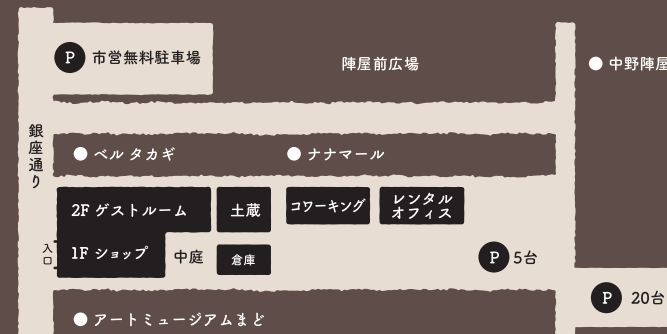 P 市営無料駐車場
陣屋前広場
中野陣屋
銀座通り
ベル タカギ
ナナマール
2F ゲストルーム
土蔵
コワーキング
レンタル
オフィス
入口
1F ショップ
中庭
倉庫
P 5台
P 20台
アートミュージアムまど